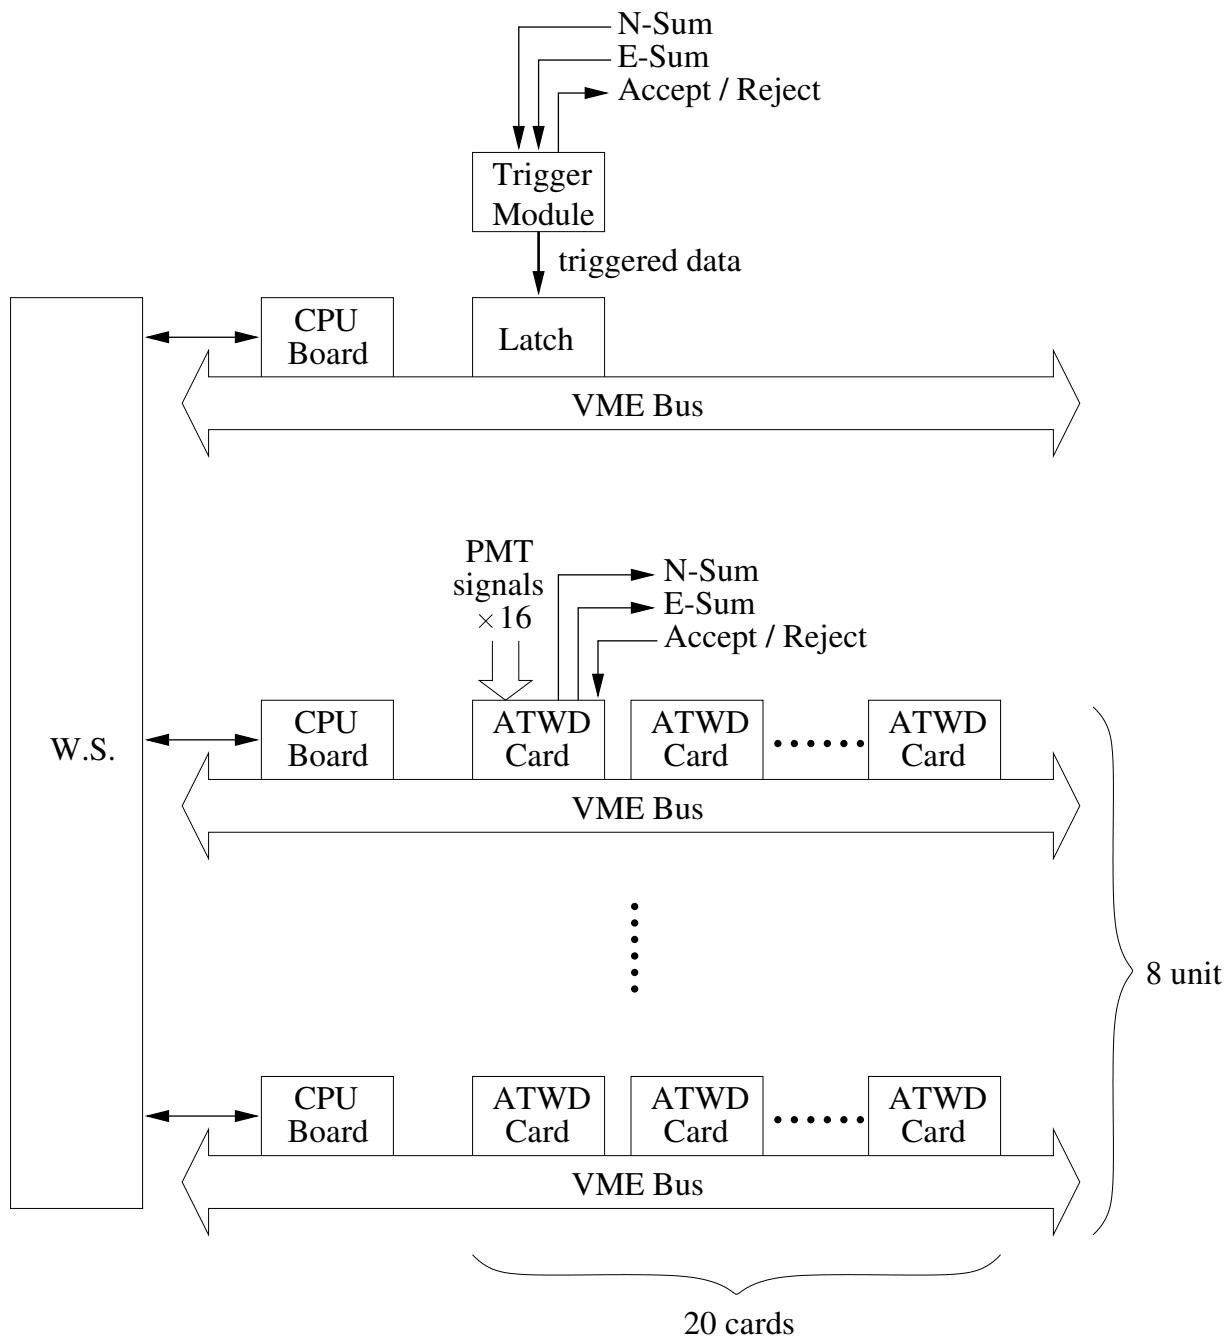 N-Sum
E-Sum
Accept / Reject
Trigger
Module
triggered data
CPU
Board
Latch
VME Bus
PMT
signals
× 16
N-Sum
E-Sum
Accept / Reject
W.S.
CPU
Board
ATWD
Card
ATWD
Card
ATWD
Card
VME Bus
8 unit
CPU
Board
ATWD
Card
ATWD
Card
ATWD
Card
VME Bus
20 cards